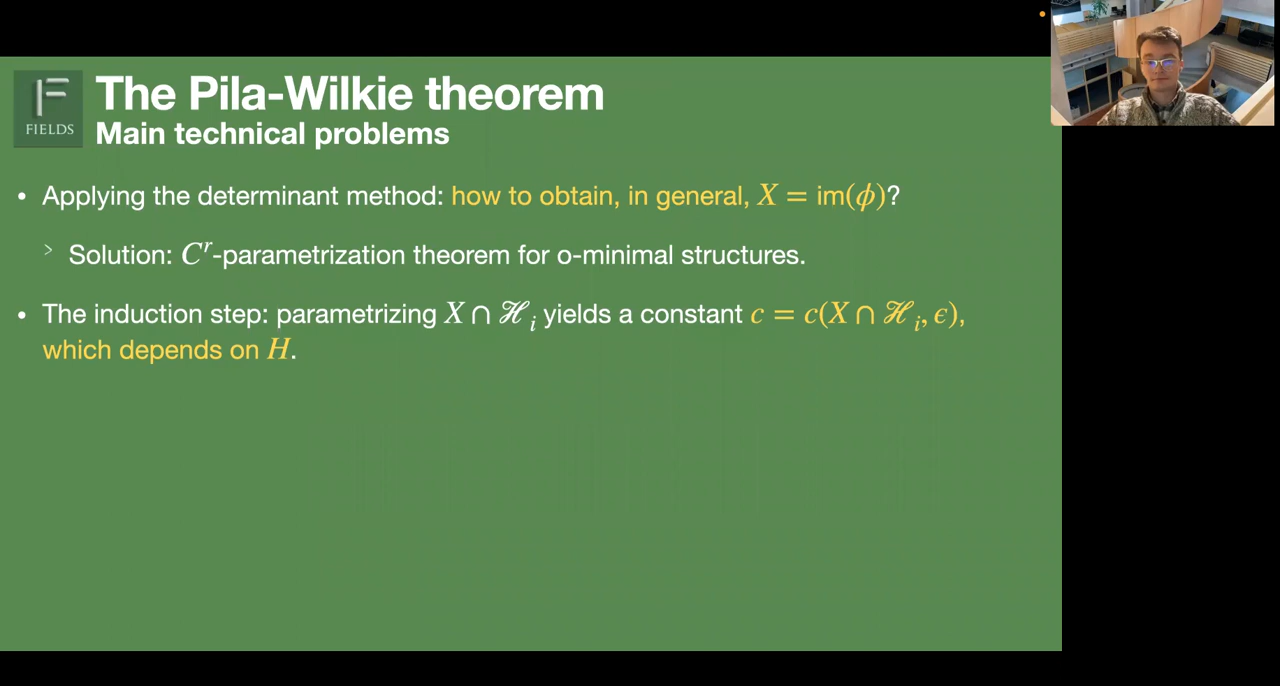 FIELDS
The Pila-Wilkie theorem
Main technical problems
• Applying the determinant method: how to obtain, in general, X = im(ϕ)?
> Solution: Cʳ-parametrization theorem for o-minimal structures.
• The induction step: parametrizing X ∩ ℋᵢ yields a constant c = c(X ∩ ℋᵢ, ϵ),
which depends on H.